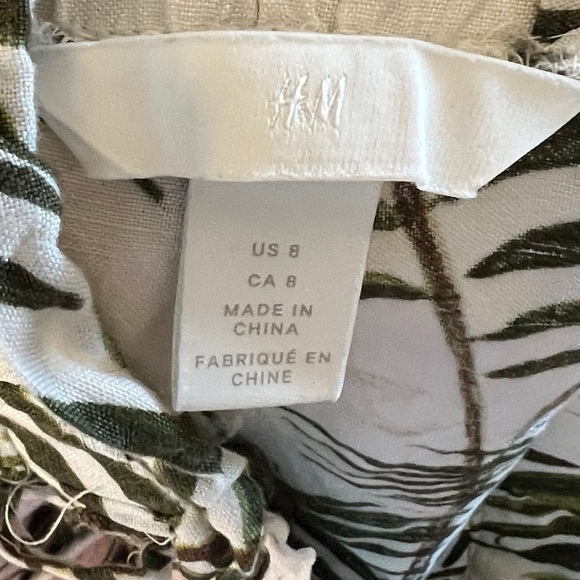 H&M
US 8
CA 8
MADE IN
CHINA
FABRIQUÉ EN
CHINE